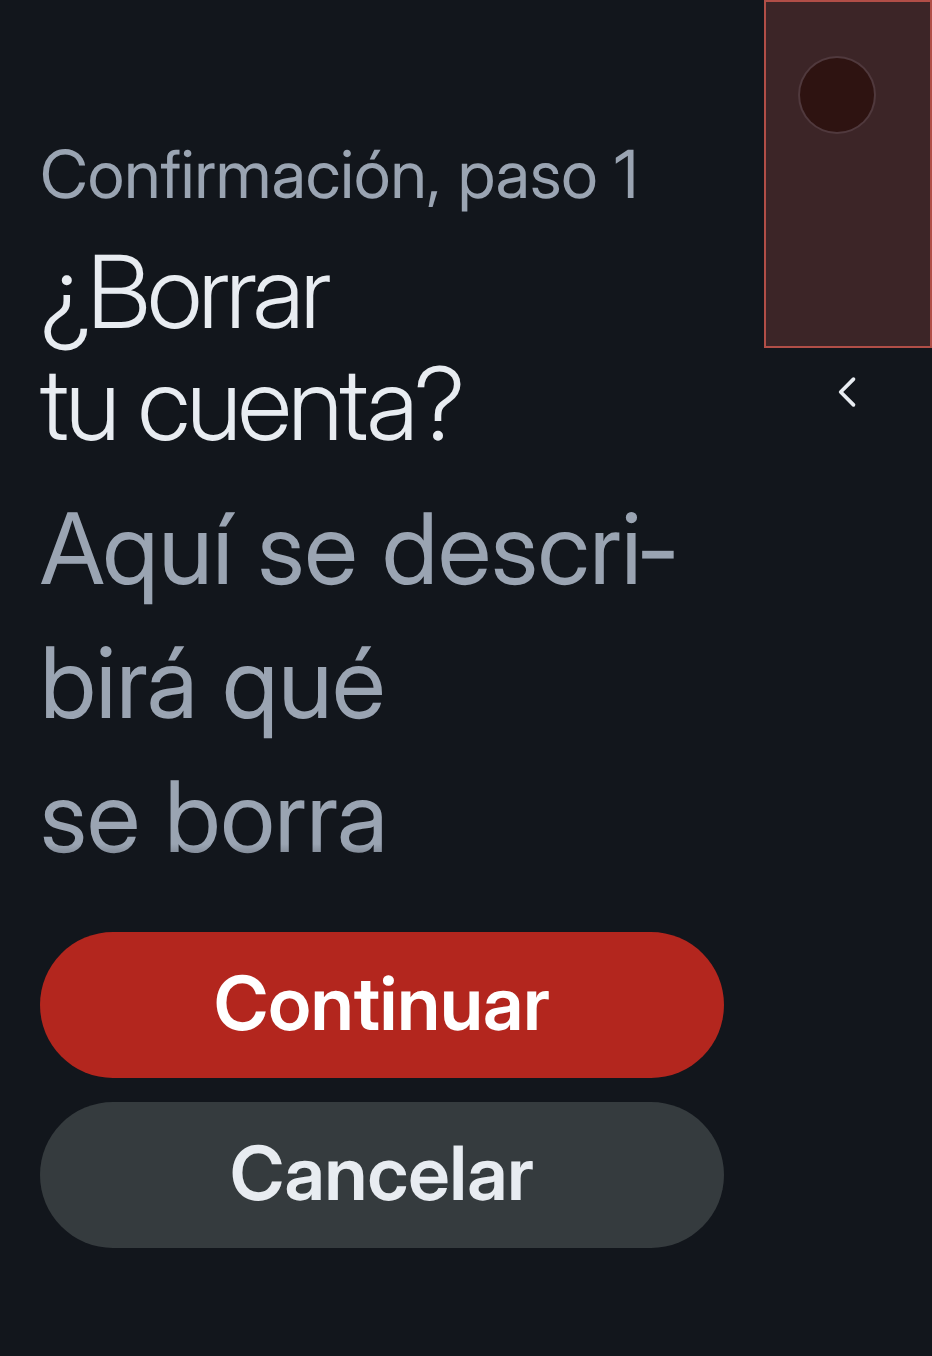 Confirmación, paso 1
¿Borrar
tu cuenta?
Aquí se descri-
birá qué
se borra
Continuar
Cancelar